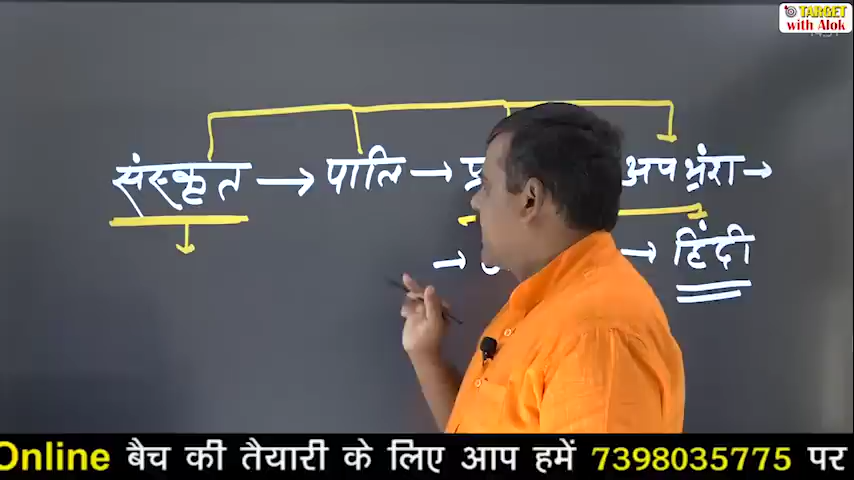 TARGET
with Alok
संस्कृत → पालि → अपभ्रंश →
→ → हिंदी
Online बैच की तैयारी के लिए आप हमें 7398035775 पर